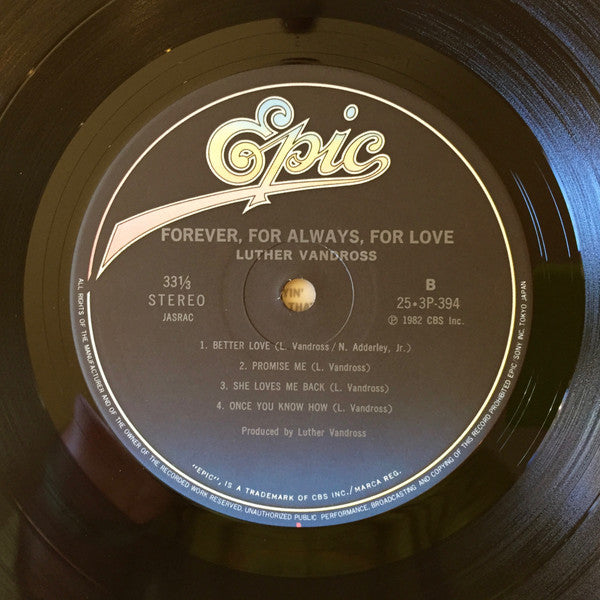 Epic
FOREVER, FOR ALWAYS, FOR LOVE
LUTHER VANDROSS
33⅓
STEREO
JASRAC
B
25・3P-394
℗ 1982 CBS Inc.
1. BETTER LOVE (L. Vandross/N. Adderley, Jr.)
2. PROMISE ME (L. Vandross)
3. SHE LOVES ME BACK (L. Vandross)
4. ONCE YOU KNOW HOW (L. Vandross)
Produced by Luther Vandross
"EPIC", IS A TRADEMARK OF CBS INC./MARCA REG.
ALL RIGHTS OF THE MANUFACTURER AND OF THE OWNER OF THE RECORDED WORK RESERVED. UNAUTHORIZED PUBLIC PERFORMANCE, BROADCASTING AND COPYING OF THIS RECORD PROHIBITED EPIC/SONY INC. TOKYO JAPAN